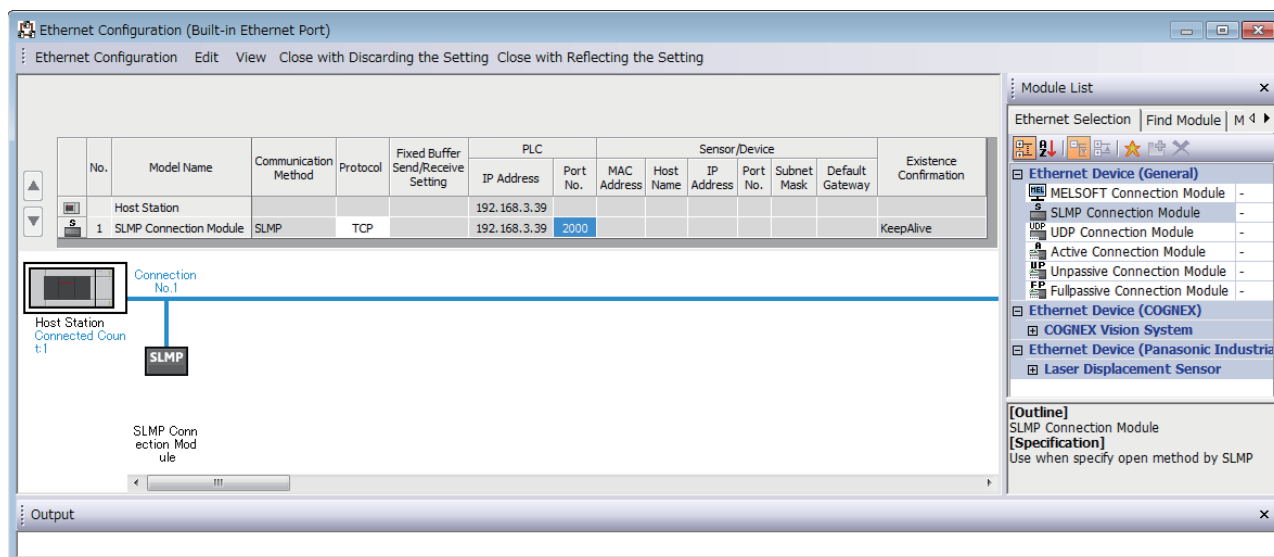 Ethernet Configuration (Built-in Ethernet Port)
Ethernet Configuration Edit View Close with Discarding the Setting Close with Reflecting the Setting
No. Model Name Communication Method Protocol Fixed Buffer Send/Receive Setting PLC Sensor/Device Existence Confirmation
IP Address Port No. MAC Address Host Name IP Address Port No. Subnet Mask Default Gateway
Host Station 192.168.3.39
S 1 SLMP Connection Module SLMP TCP 192.168.3.39 2000 KeepAlive
Connection
No.1
Host Station
Connected Coun
t:1
SLMP
SLMP Conn
ection Mod
ule
Module List
Ethernet Selection Find Module M
Ethernet Device (General)
MEL MELSOFT Connection Module -
S SLMP Connection Module -
UDP UDP Connection Module -
A Active Connection Module -
UP Unpassive Connection Module -
FP Fullpassive Connection Module -
Ethernet Device (COGNEX)
COGNEX Vision System
Ethernet Device (Panasonic Industria
Laser Displacement Sensor
[Outline]
SLMP Connection Module
[Specification]
Use when specify open method by SLMP
Output